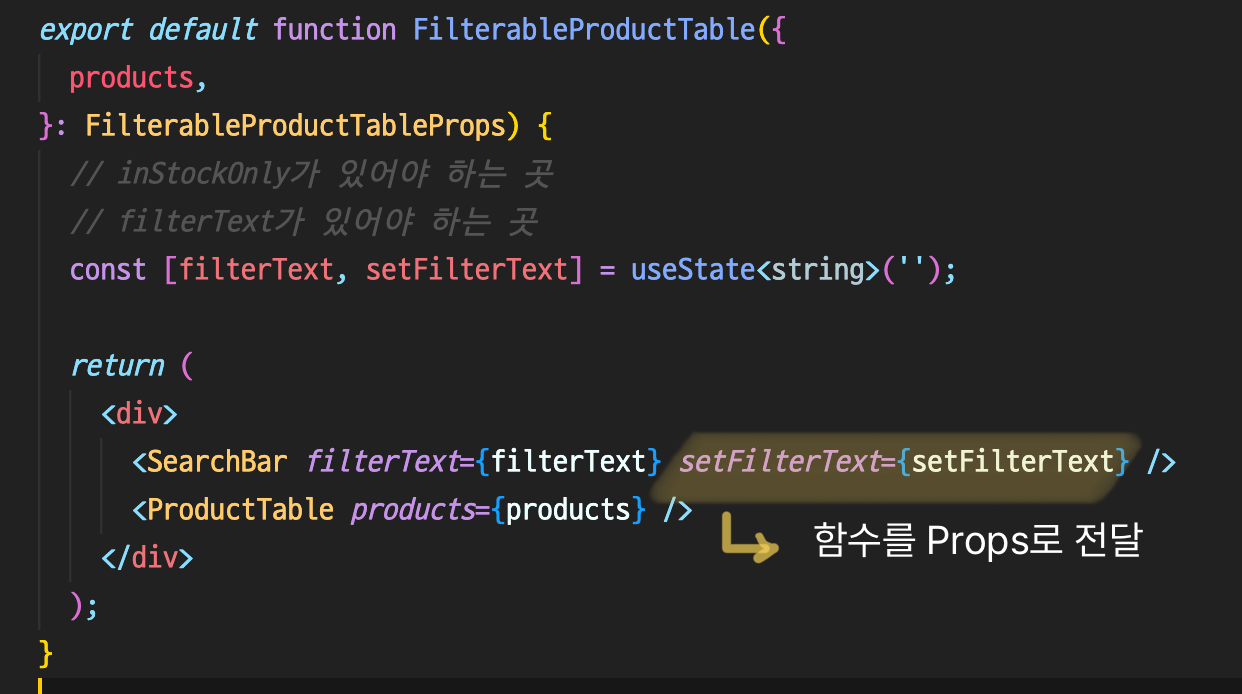 export default function FilterableProductTable({
products,
}: FilterableProductTableProps) {
// inStockOnly가 있어야 하는 곳
// filterText가 있어야 하는 곳
const [filterText, setFilterText] = useState<string>('');
return (
<div>
<SearchBar filterText={filterText} setFilterText={setFilterText} />
<ProductTable products={products} />
함수를 Props로 전달
</div>
);
}